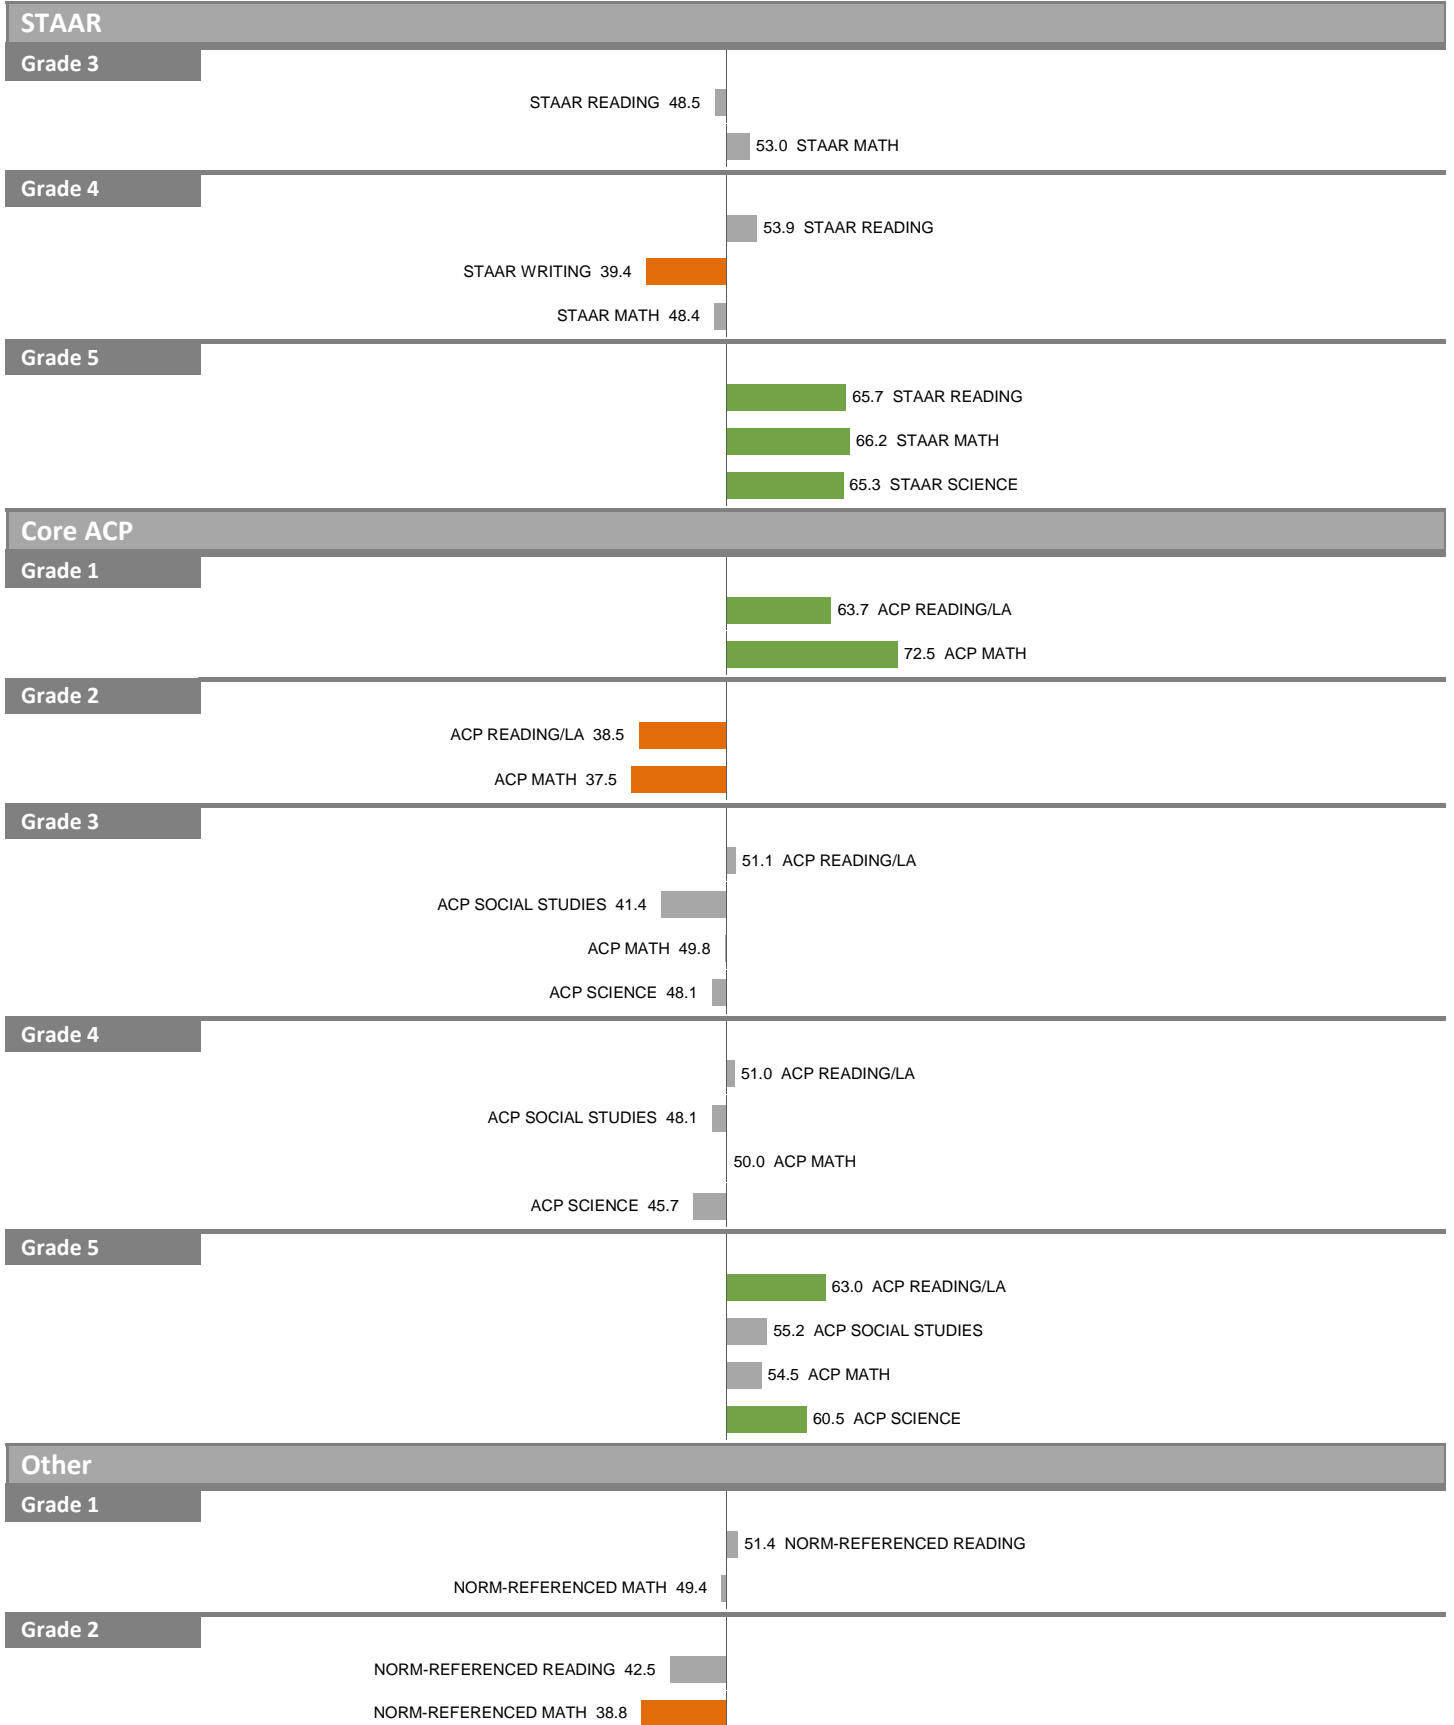 STAAR
Grade 3
STAAR READING 48.5
53.0 STAAR MATH
Grade 4
53.9 STAAR READING
STAAR WRITING 39.4
STAAR MATH 48.4
Grade 5
65.7 STAAR READING
66.2 STAAR MATH
65.3 STAAR SCIENCE
Core ACP
Grade 1
63.7 ACP READING/LA
72.5 ACP MATH
Grade 2
ACP READING/LA 38.5
ACP MATH 37.5
Grade 3
51.1 ACP READING/LA
ACP SOCIAL STUDIES 41.4
ACP MATH 49.8
ACP SCIENCE 48.1
Grade 4
51.0 ACP READING/LA
ACP SOCIAL STUDIES 48.1
50.0 ACP MATH
ACP SCIENCE 45.7
Grade 5
63.0 ACP READING/LA
55.2 ACP SOCIAL STUDIES
54.5 ACP MATH
60.5 ACP SCIENCE
Other
Grade 1
51.4 NORM-REFERENCED READING
NORM-REFERENCED MATH 49.4
Grade 2
NORM-REFERENCED READING 42.5
NORM-REFERENCED MATH 38.8